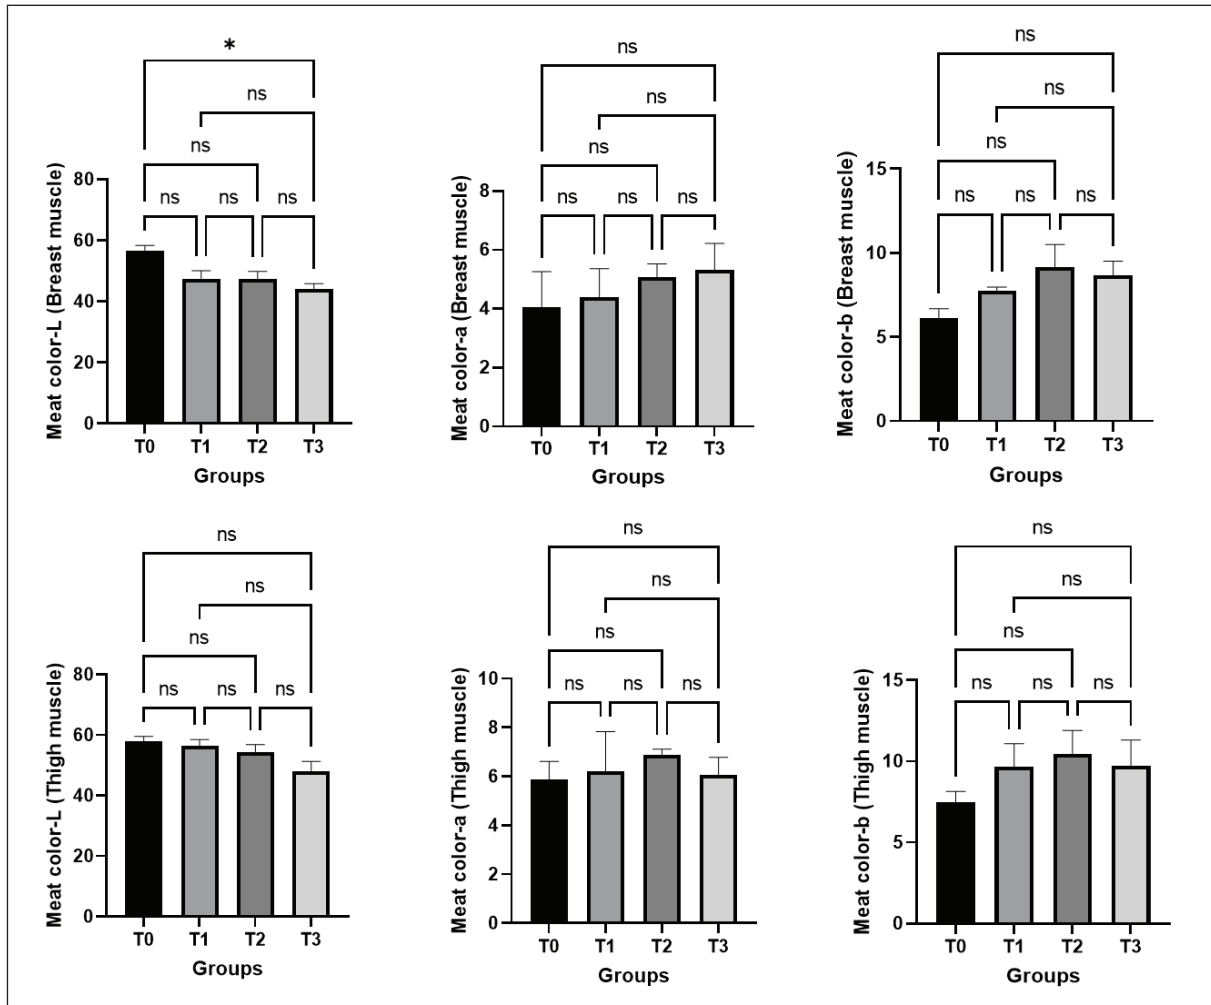 *
ns
ns
ns ns ns
Meat color-L (Breast muscle)
80
60
40
20
0
T0 T1 T2 T3
Groups
ns
ns
ns
ns ns ns
Meat color-a (Breast muscle)
8
6
4
2
0
T0 T1 T2 T3
Groups
ns
ns
ns
ns ns ns
Meat color-b (Breast muscle)
15
10
5
0
T0 T1 T2 T3
Groups
ns
ns
ns
ns ns ns
Meat color-L (Thigh muscle)
80
60
40
20
0
T0 T1 T2 T3
Groups
ns
ns
ns
ns ns ns
Meat color-a (Thigh muscle)
10
8
6
4
2
0
T0 T1 T2 T3
Groups
ns
ns
ns
ns ns ns
Meat color-b (Thigh muscle)
15
10
5
0
T0 T1 T2 T3
Groups